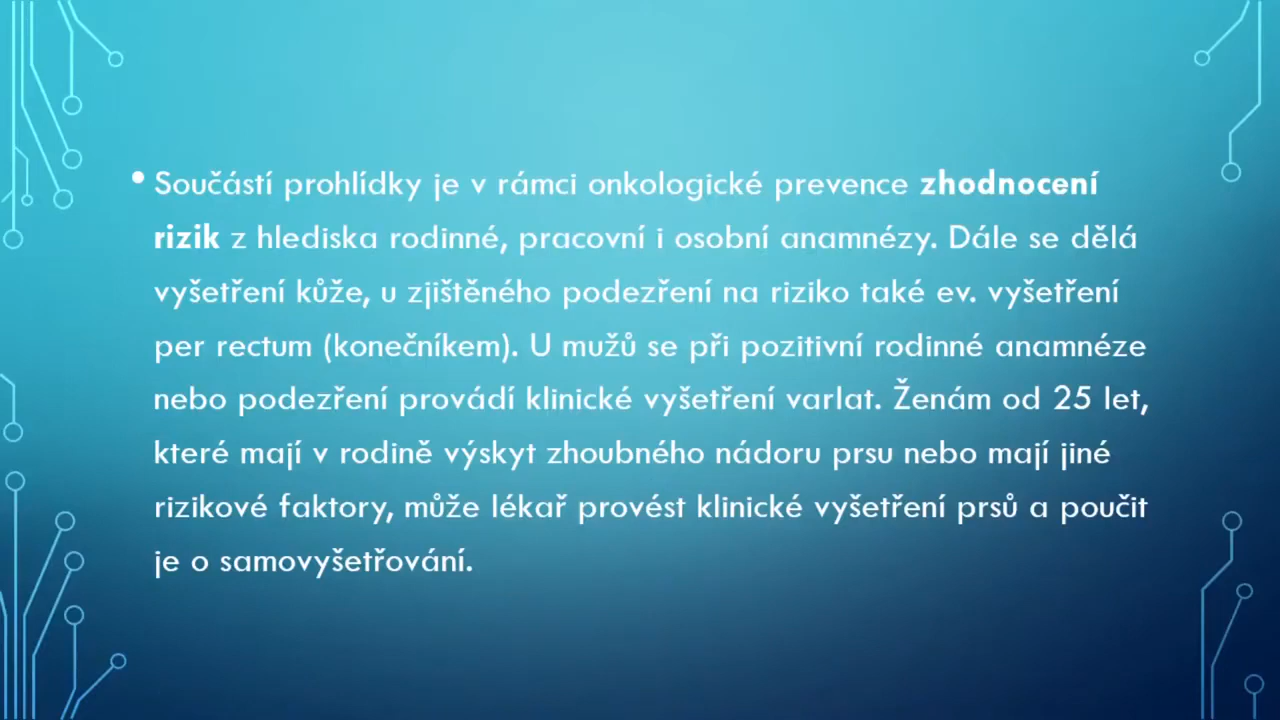 • Součástí prohlídky je v rámci onkologické prevence zhodnocení
rizik z hlediska rodinné, pracovní i osobní anamnézy. Dále se dělá
vyšetření kůže, u zjištěného podezření na riziko také ev. vyšetření
per rectum (konečníkem). U mužů se při pozitivní rodinné anamnéze
nebo podezření provádí klinické vyšetření varlat. Ženám od 25 let,
které mají v rodině výskyt zhoubného nádoru prsu nebo mají jiné
rizikové faktory, může lékař provést klinické vyšetření prsů a poučit
je o samovyšetřování.